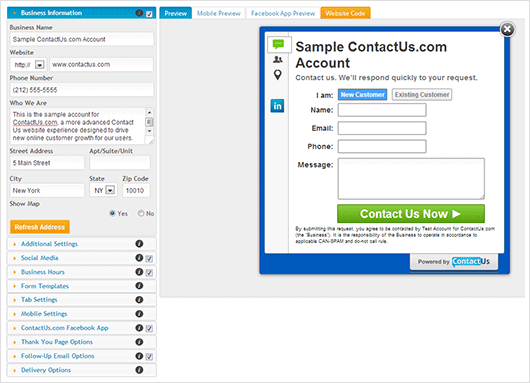 Business Information
Business Name
Sample ContactUs.com Account
Website
http:// www.contactus.com
Phone Number
(212) 555-5555
Who We Are
This is the sample account for
ContactUs.com, a more advanced Contact
Us website experience designed to drive
new online customer growth for our users.
Street Address Apt/Suite/Unit
5 Main Street
City State Zip Code
New York NY 10010
Show Map
Yes No
Refresh Address
Additional Settings
Social Media
Business Hours
Form Templates
Tab Settings
Mobile Settings
ContactUs.com Facebook App
Thank You Page Options
Follow-Up Email Options
Delivery Options
Preview Mobile Preview Facebook App Preview Website Code
Sample ContactUs.com
Account
Contact us. We'll respond quickly to your request.
I am: New Customer Existing Customer
Name:
Email:
Phone:
Message:
Contact Us Now
By submitting this request, you agree to be contacted by Test Account for ContactUs.com
(the "Business"). It is the responsibility of the Business to operate in accordance to
applicable CAN-SPAM and do-not call rule.
Powered by ContactUs
in